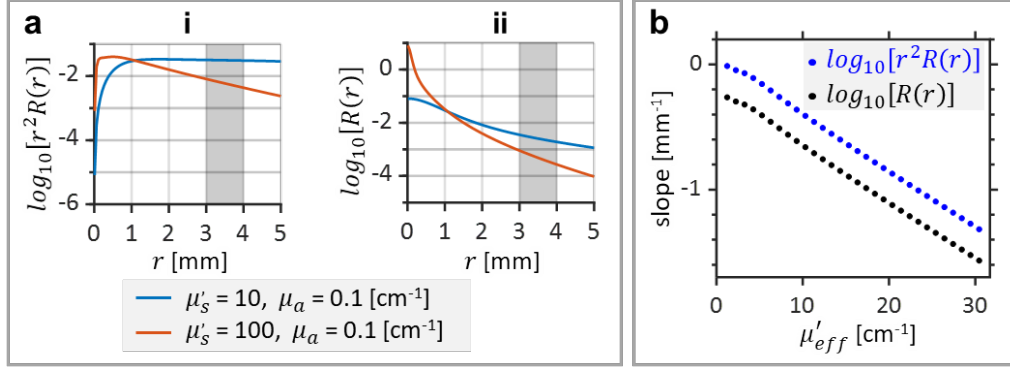 a
i
ii
b
log₁₀[r²R(r)]
-2
-4
-6
0 1 2 3 4 5
r [mm]
log₁₀[R(r)]
0
-2
-4
0 1 2 3 4 5
r [mm]
μ's = 10, μa = 0.1 [cm⁻¹]
μ's = 100, μa = 0.1 [cm⁻¹]
slope [mm⁻¹]
0
-1
log₁₀[r²R(r)]
log₁₀[R(r)]
0 10 20 30
μ'eff [cm⁻¹]